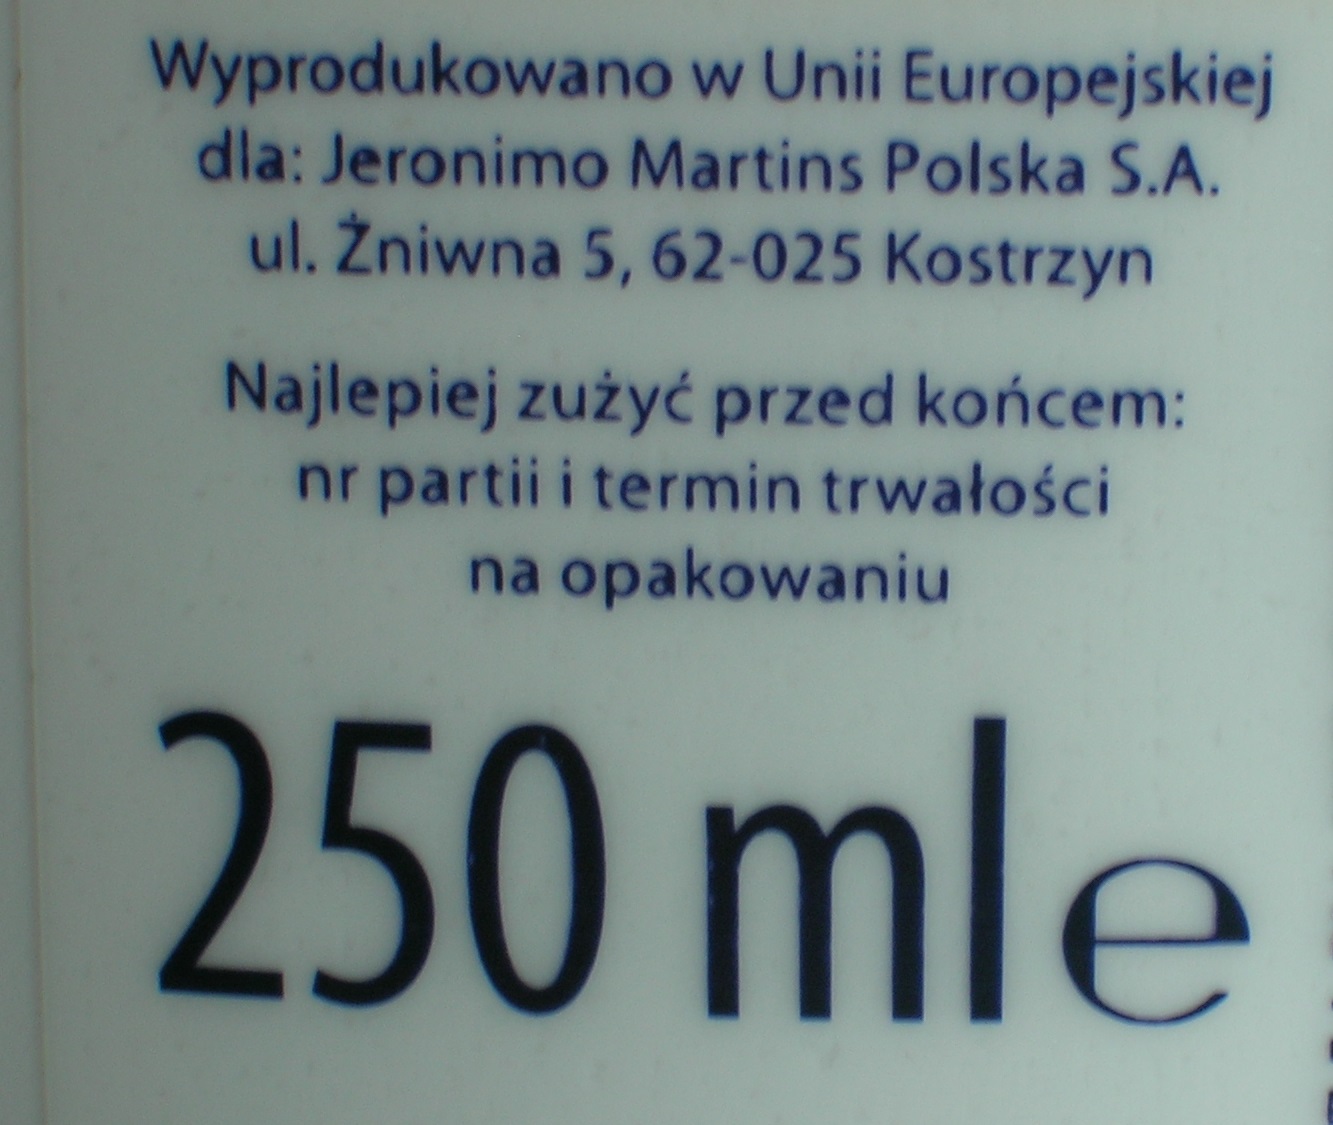 Wyprodukowano w Unii Europejskiej
dla: Jeronimo Martins Polska S.A.
ul. Żniwna 5, 62-025 Kostrzyn
Najlepiej zużyć przed końcem:
nr partii i termin trwałości
na opakowaniu
250 ml e